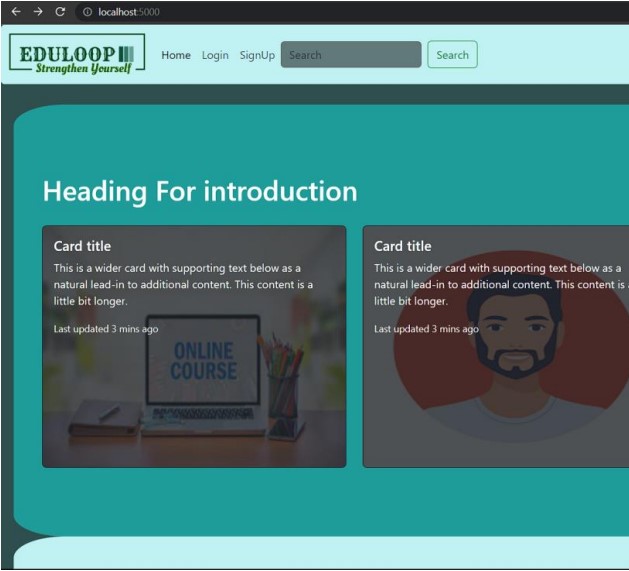 localhost:5000
EDULOOP
Strengthen Yourself
Home Login SignUp Search Search
Heading For introduction
Card title
This is a wider card with supporting text below as a
natural lead-in to additional content. This content is a
little bit longer.
Last updated 3 mins ago
ONLINE
COURSE
Card title
This is a wider card with supporting text below as a
natural lead-in to additional content. This content is
little bit longer.
Last updated 3 mins ago